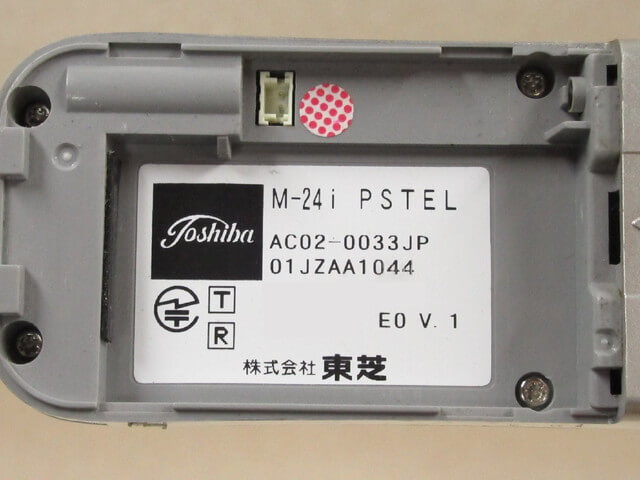 Toshiba
M-24i PSTEL
AC02-0033JP
01JZAA1044
T
R
E0 V.1
株式会社 東芝